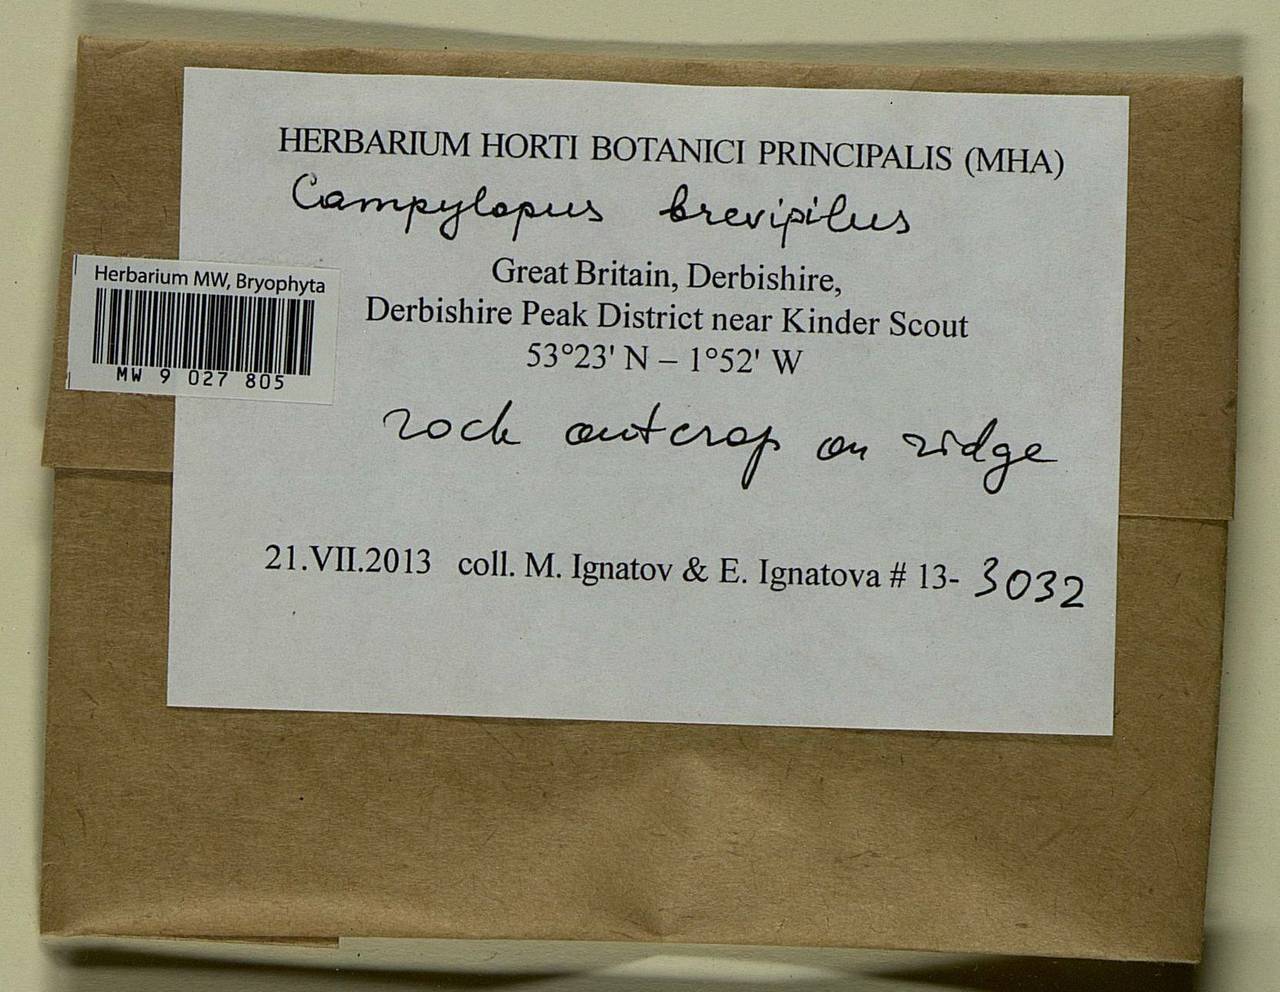 HERBARIUM HORTI BOTANICI PRINCIPALIS (MHA)
Campylopus brevipilus
Great Britain, Derbishire,
Derbishire Peak District near Kinder Scout
53°23' N – 1°52' W
Herbarium MW, Bryophyta
MW 9 027 805
rock outcrop on ridge
21.VII.2013 coll. M. Ignatov & E. Ignatova # 13- 3032